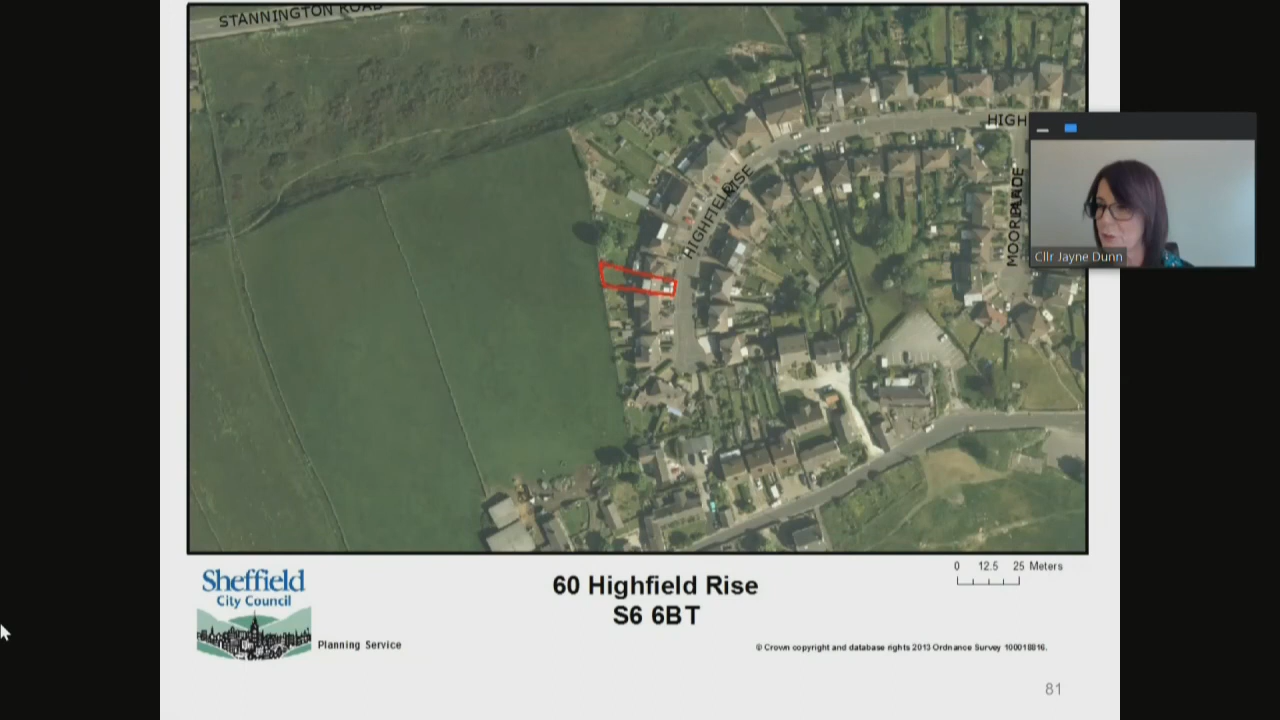 STANNINGTON ROAD
HIGH
HIGHFIELD RISE
Cllr Jayne Dunn
Sheffield
City Council
Planning Service
60 Highfield Rise
S6 6BT
0 12.5 25 Meters
© Crown copyright and database rights 2013 Ordnance Survey 100018816.
81